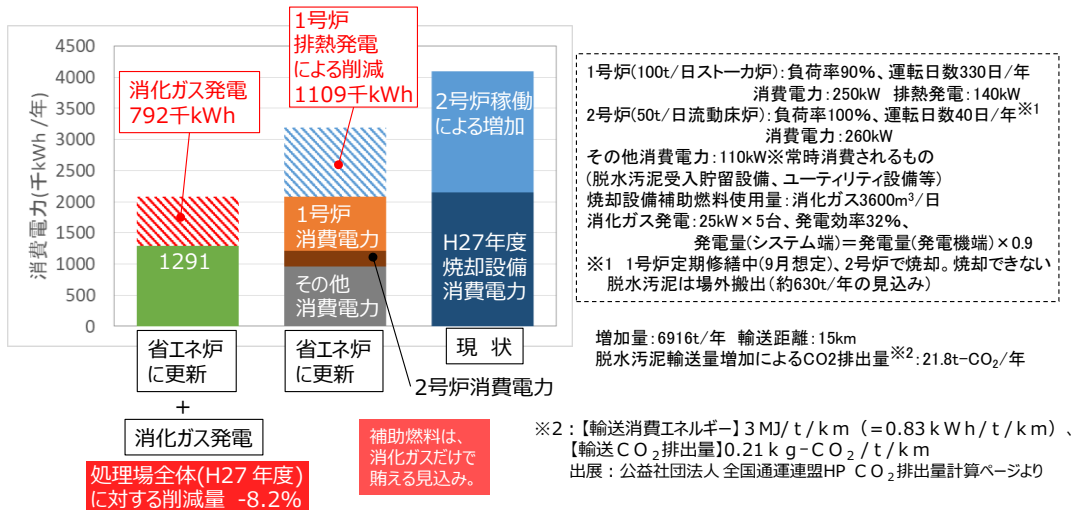 1号炉
排熱発電
による削減
1109千kWh
消化ガス発電
792千kWh
消費電力(千kWh/年)
4500
4000
3500
3000
2500
2000
1500
1000
500
0
1291
1号炉
消費電力
その他
消費電力
2号炉稼働
による増加
H27年度
焼却設備
消費電力
省エネ炉
に更新
+
消化ガス発電
省エネ炉
に更新
現 状
2号炉消費電力
処理場全体(H27年度)
に対する削減量 -8.2%
補助燃料は、
消化ガスだけで
賄える見込み。
1号炉(100t/日ストーカ炉):負荷率90%、運転日数330日/年
消費電力:250kW 排熱発電:140kW
2号炉(50t/日流動床炉):負荷率100%、運転日数40日/年※1
消費電力:260kW
その他消費電力:110kW※常時消費されるもの
(脱水汚泥受入貯留設備、ユーティリティ設備等)
焼却設備補助燃料使用量:消化ガス3600m³/日
消化ガス発電:25kW×5台、発電効率32%、
発電量(システム端)=発電量(発電機端)×0.9
※1 1号炉定期修繕中(9月想定)、2号炉で焼却。焼却できない
脱水汚泥は場外搬出(約630t/年の見込み)
増加量:6916t/年 輸送距離:15km
脱水汚泥輸送量増加によるCO2排出量※2:21.8t-CO₂/年
※2:【輸送消費エネルギー】3MJ/t/km(=0.83kWh/t/km)、
【輸送CO₂排出量】0.21kg-CO₂/t/km
出展:公益社団法人 全国通運連盟HP CO₂排出量計算ページより